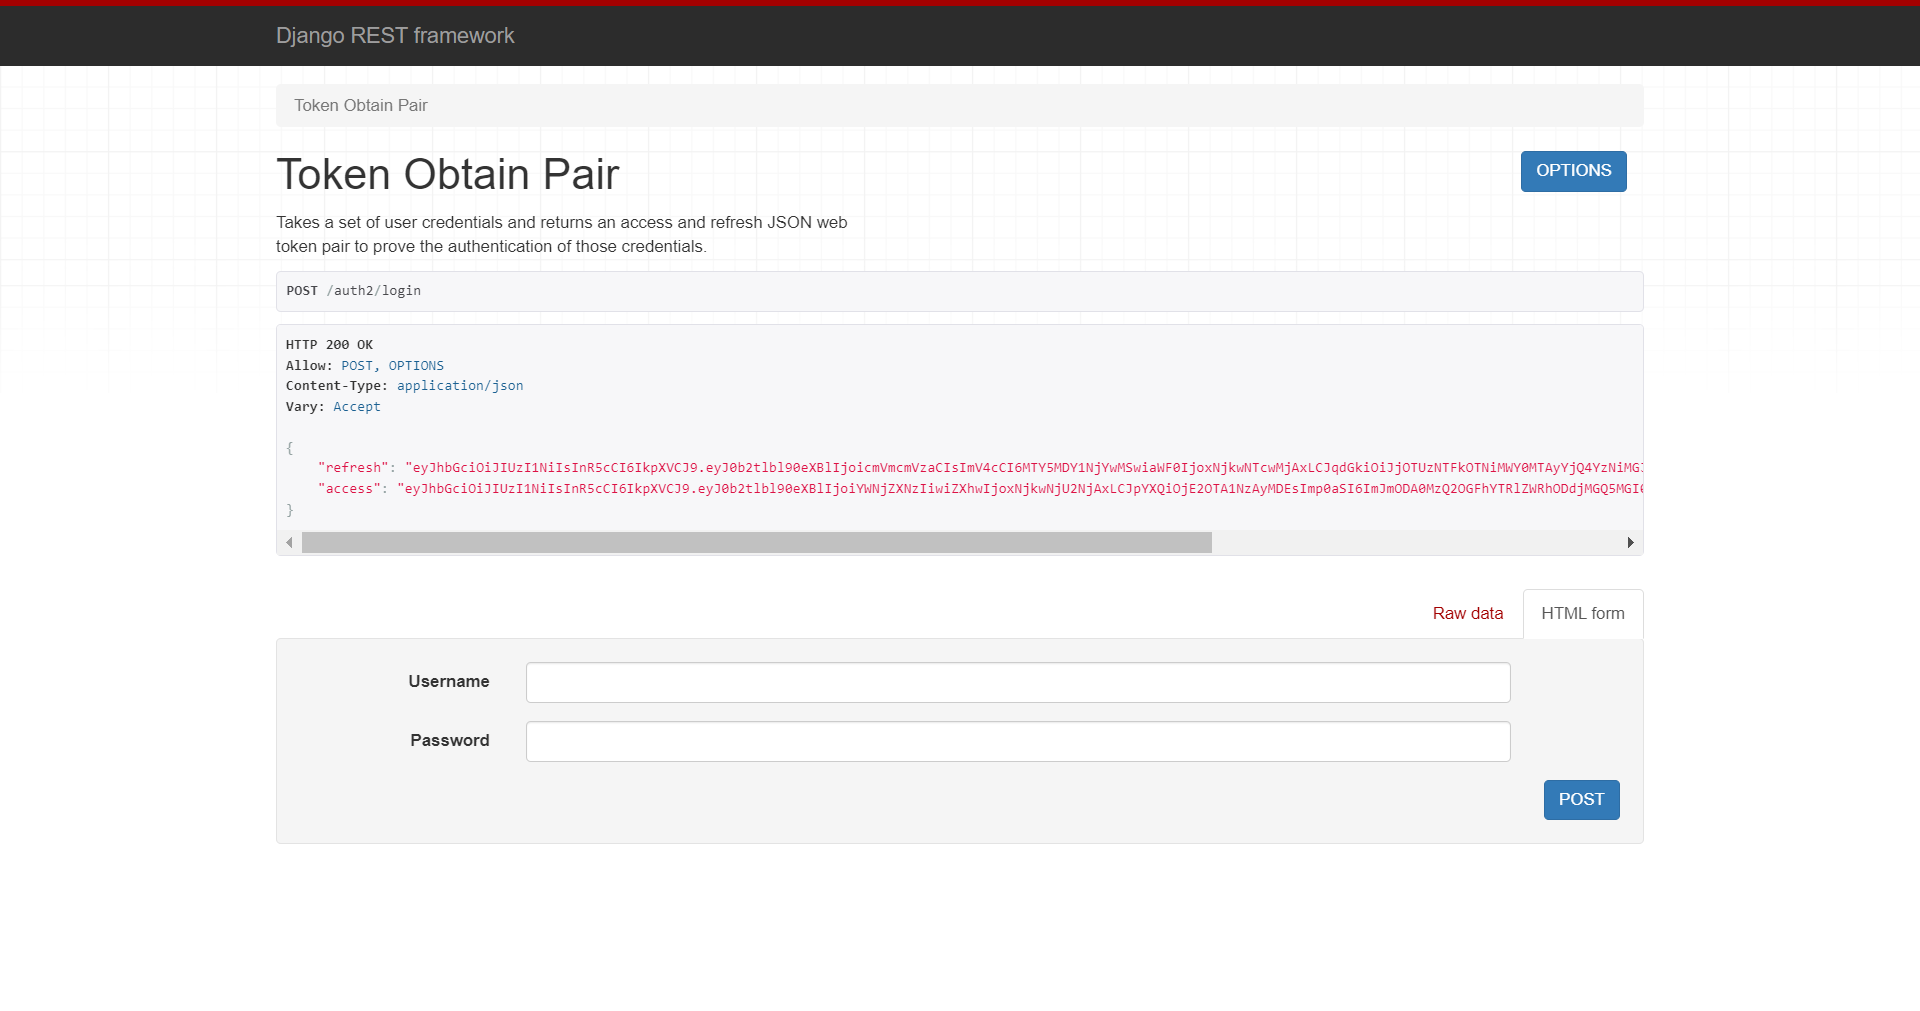 Django REST framework
Token Obtain Pair
Token Obtain Pair
OPTIONS
Takes a set of user credentials and returns an access and refresh JSON web
token pair to prove the authentication of those credentials.
POST /auth2/login
HTTP 200 OK
Allow: POST, OPTIONS
Content-Type: application/json
Vary: Accept
{
"refresh": "eyJhbGciOiJIUzI1NiIsInR5cCI6IkpXVCJ9.eyJ0b2tlbl90eXBlIjoicmVmcmVzaCIsImV4cCI6MTY5MDY1NjYwMSwiaWF0IjoxNjkwNTcwMjAxLCJqdGkiOiJjOTUzNTFkOTNiMWY0MTAyYjQ4YzNiMG
"access": "eyJhbGciOiJIUzI1NiIsInR5cCI6IkpXVCJ9.eyJ0b2tlbl90eXBlIjoiYWNjZXNzIiwiZXhwIjoxNjkwNjU2NjAxLCJpYXQiOjE2OTA1NzAyMDEsImp0aSI6ImJmODA0MzQ2OGFhYTRlZWRhODdjMGQ5MGI
}
Raw data
HTML form
Username
Password
POST